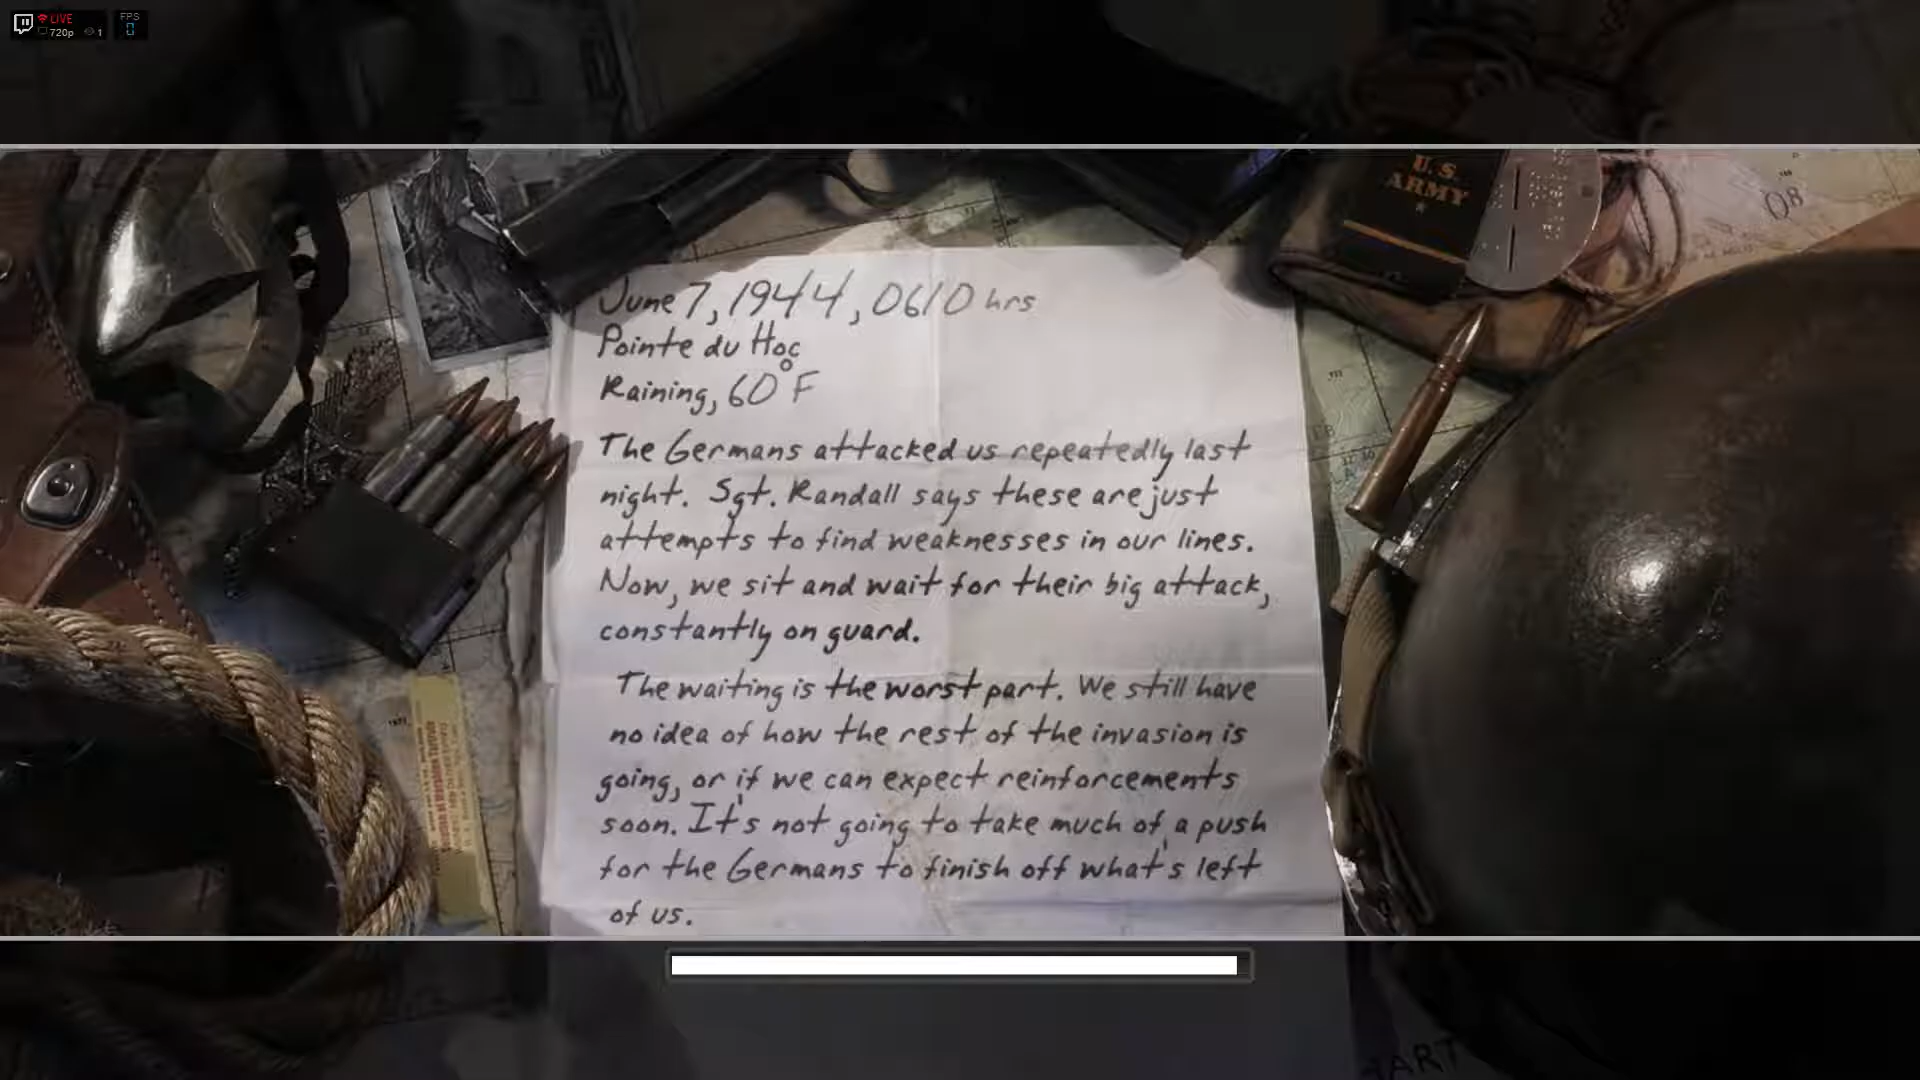 LIVE
720p
1
FPS
0
U.S.
ARMY
Q8
June 7, 1944, 0610 hrs
Pointe du Hoc
Raining, 60°F
The Germans attacked us repeatedly last
night. Sgt. Randall says these are just
attempts to find weaknesses in our lines.
Now, we sit and wait for their big attack,
constantly on guard.
The waiting is the worst part. We still have
no idea of how the rest of the invasion is
going, or if we can expect reinforcements
soon. It's not going to take much of a push
for the Germans to finish off what's left
of us.